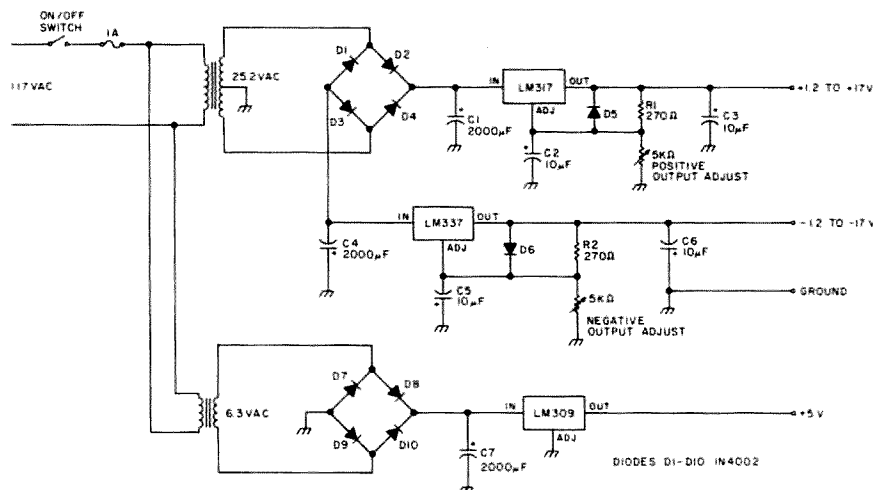 ON/OFF
SWITCH
1A
117VAC
25.2VAC
D1
D2
D3
D4
C1
2000µF
IN
LM317
OUT
ADJ
C2
10µF
D5
R1
270Ω
5KΩ
POSITIVE
OUTPUT ADJUST
C3
10µF
+1.2 TO +17V
C4
2000µF
IN
LM337
OUT
ADJ
C5
10µF
D6
R2
270Ω
5KΩ
NEGATIVE
OUTPUT ADJUST
C6
10µF
-1.2 TO -17V
GROUND
6.3VAC
D7
D8
D9
D10
C7
2000µF
IN
LM309
OUT
ADJ
+5V
DIODES D1-D10 IN4002